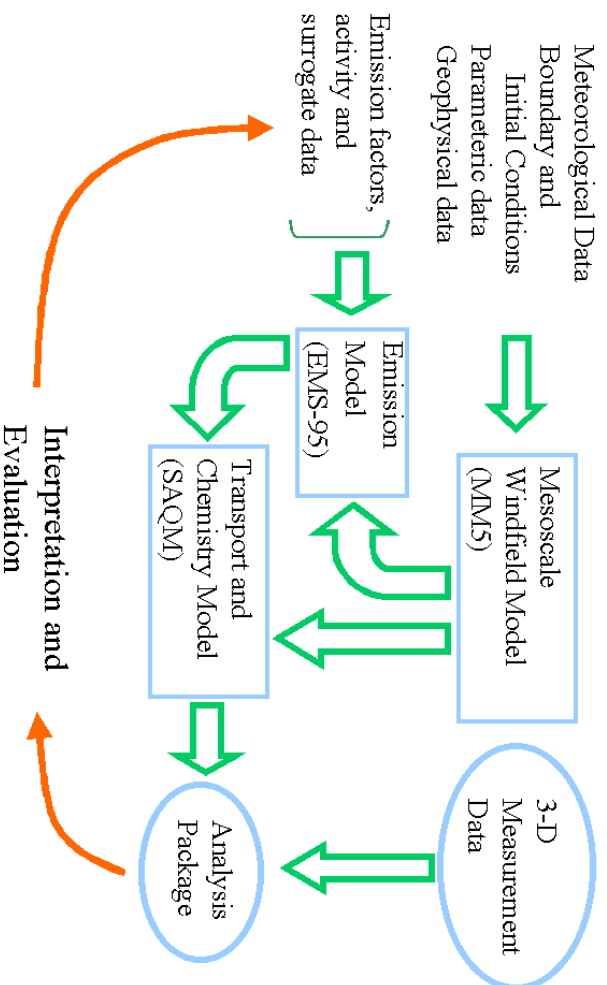 Meteorological Data
Boundary and
Initial Conditions
Parameteric data
Geophysical data
Mesoscale
Windfield Model
(MM5)
3-D
Measurement
Data
Emission factors,
activity and
surrogate data
Emission
Model
(EMS-95)
Transport and
Chemistry Model
(SAQM)
Analysis
Package
Interpretation and
Evaluation